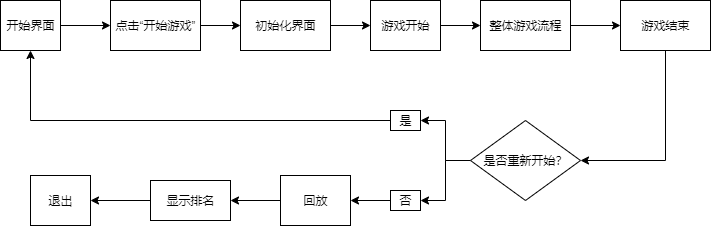 开始界面
点击“开始游戏”
初始化界面
游戏开始
整体游戏流程
游戏结束
是
是否重新开始？
否
回放
显示排名
退出